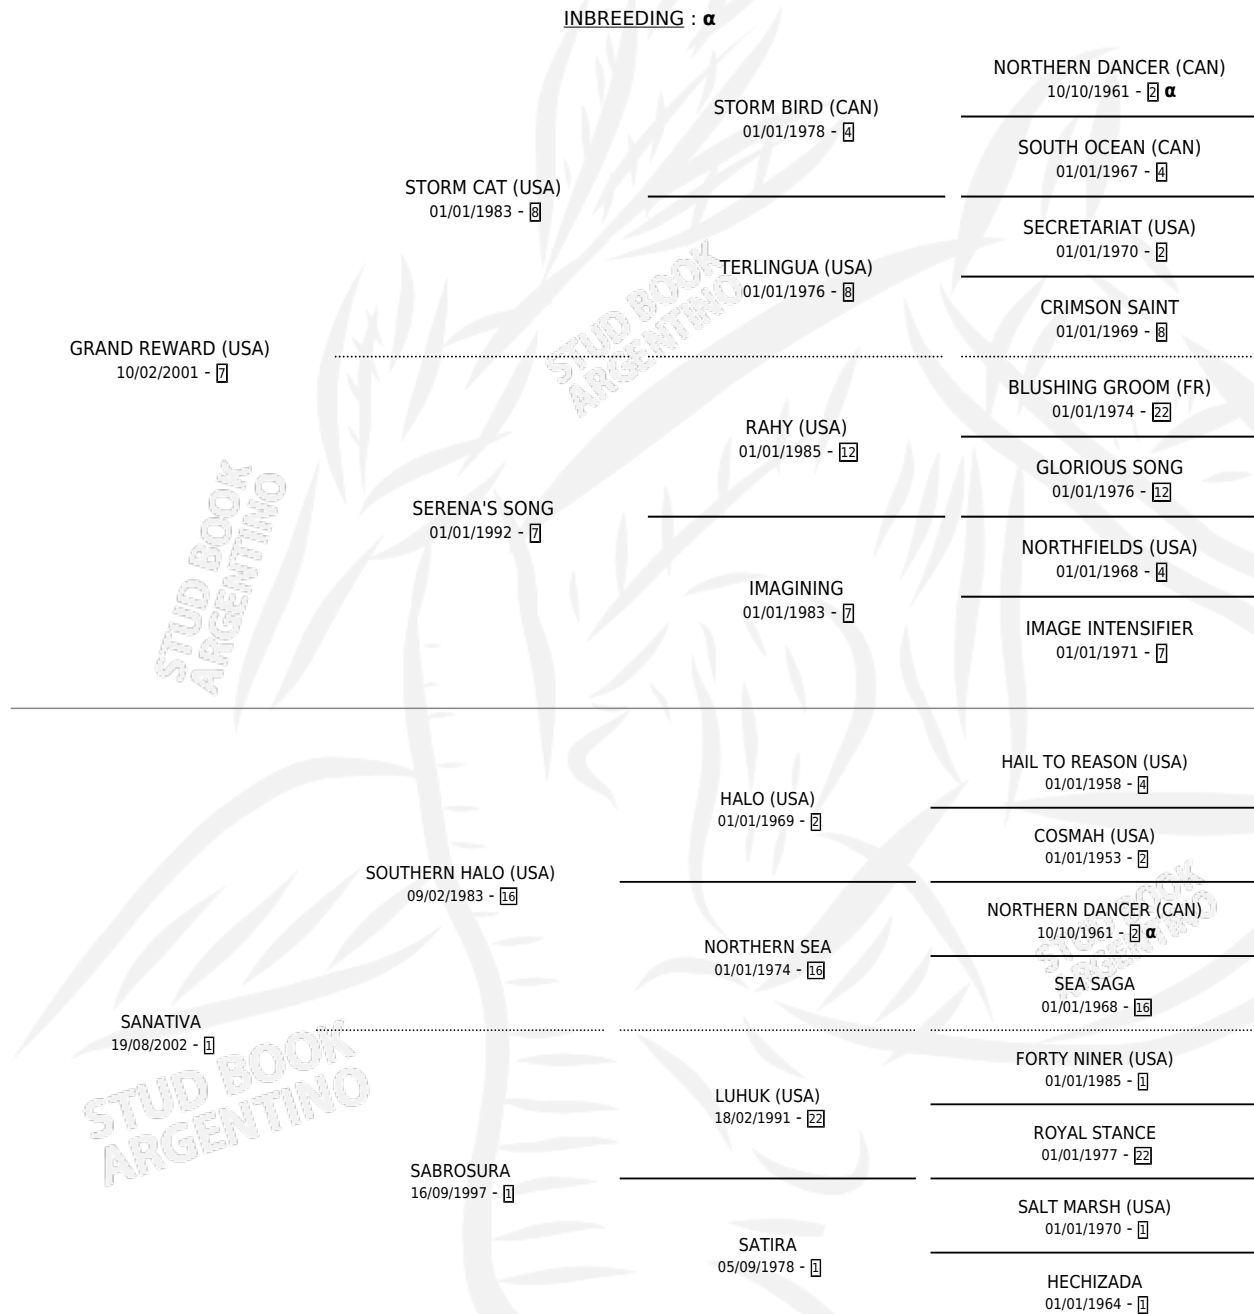 INBREEDING : α
NORTHERN DANCER (CAN)
10/10/1961 - 2 α
STORM BIRD (CAN)
01/01/1978 - 4
SOUTH OCEAN (CAN)
01/01/1967 - 4
STORM CAT (USA)
01/01/1983 - 8
SECRETARIAT (USA)
01/01/1970 - 2
TERLINGUA (USA)
01/01/1976 - 8
CRIMSON SAINT
01/01/1969 - 8
GRAND REWARD (USA)
10/02/2001 - 7
BLUSHING GROOM (FR)
01/01/1974 - 22
RAHY (USA)
01/01/1985 - 12
GLORIOUS SONG
01/01/1976 - 12
SERENA'S SONG
01/01/1992 - 7
NORTHFIELDS (USA)
01/01/1968 - 4
IMAGINING
01/01/1983 - 7
IMAGE INTENSIFIER
01/01/1971 - 7
HAIL TO REASON (USA)
01/01/1958 - 4
HALO (USA)
01/01/1969 - 2
COSMAH (USA)
01/01/1953 - 2
SOUTHERN HALO (USA)
09/02/1983 - 16
NORTHERN DANCER (CAN)
10/10/1961 - 2 α
NORTHERN SEA
01/01/1974 - 16
SEA SAGA
01/01/1968 - 16
SANATIVA
19/08/2002 - 1
FORTY NINER (USA)
01/01/1985 - 1
LUHUK (USA)
18/02/1991 - 22
ROYAL STANCE
01/01/1977 - 22
SABROSURA
16/09/1997 - 1
SALT MARSH (USA)
01/01/1970 - 1
SATIRA
05/09/1978 - 1
HECHIZADA
01/01/1964 - 1
STUD BOOK
ARGENTINO
STUD BOOK
ARGENTINO
STUD BOOK
ARGENTINO
STUD BOOK
ARGENTINO